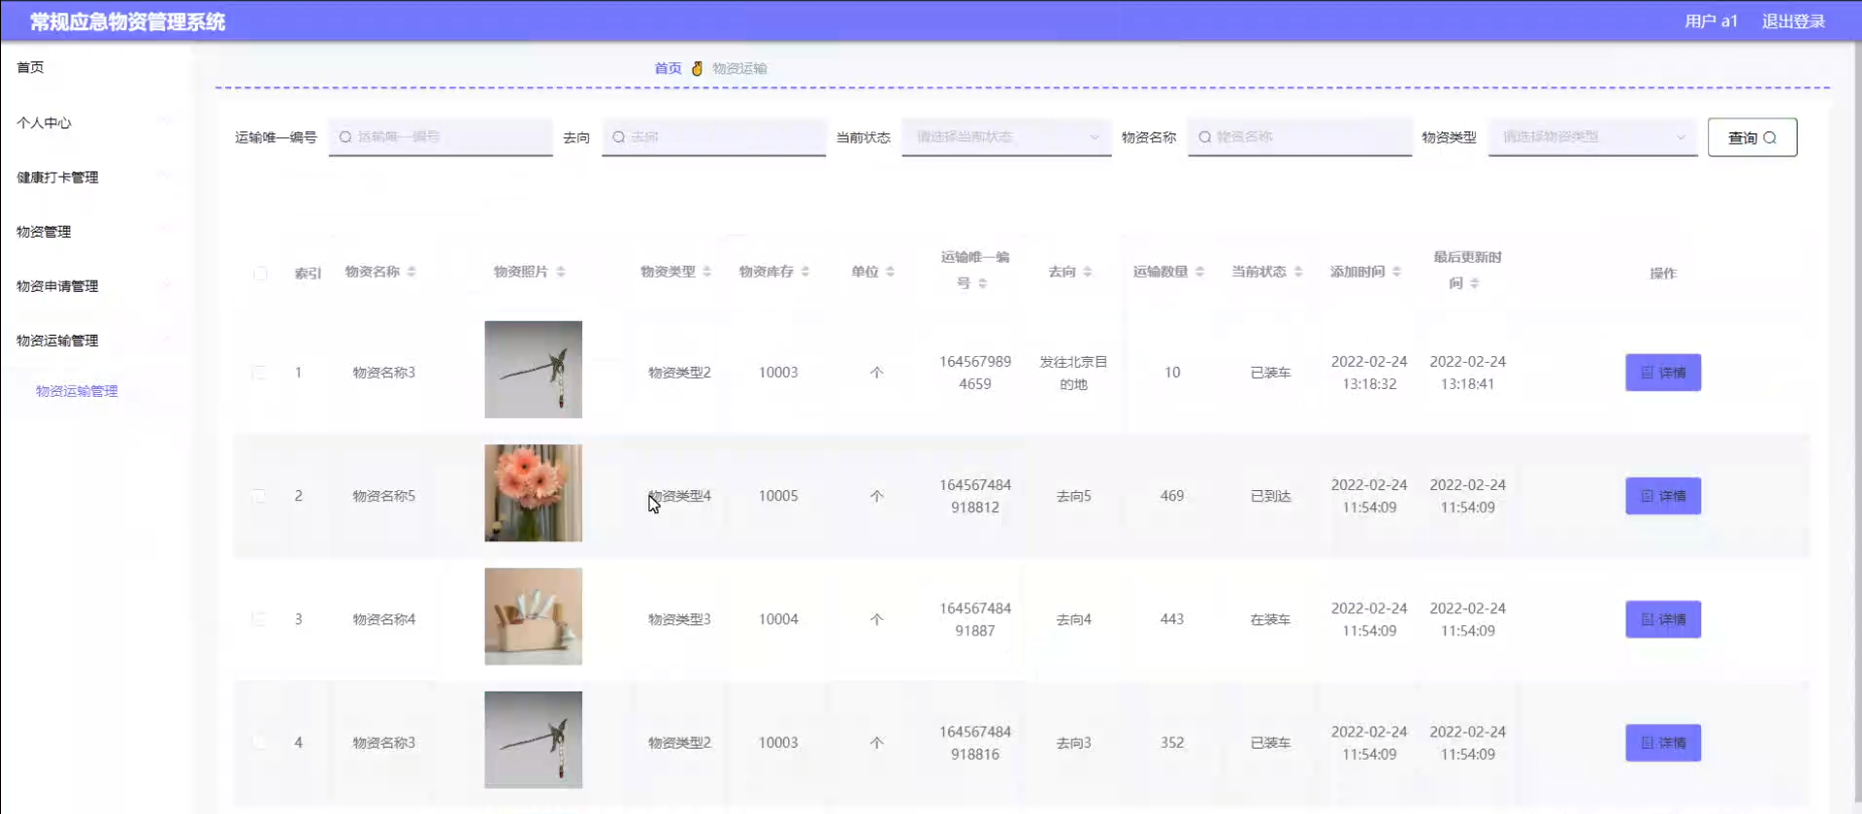 常规应急物资管理系统
用户 a1 退出登录
首页
个人中心
健康打卡管理
物资管理
物资申请管理
物资运输管理
物资运输管理
首页 物资运输
运输唯一编号 运输唯一编号 去向 去向 当前状态 请选择当前状态 物资名称 物资名称 物资类型 请选择物资类型 查询
索引 物资名称 物资照片 物资类型 物资库存 单位 运输唯一编号 去向 运输数量 当前状态 添加时间 最后更新时间 操作
1 物资名称3 物资类型2 10003 个 1645679894659 发往北京目的地 10 已装车 2022-02-24 13:18:32 2022-02-24 13:18:41 详情
2 物资名称5 物资类型4 10005 个 164567484918812 去向5 469 已到达 2022-02-24 11:54:09 2022-02-24 11:54:09 详情
3 物资名称4 物资类型3 10004 个 16456748491887 去向4 443 在装车 2022-02-24 11:54:09 2022-02-24 11:54:09 详情
4 物资名称3 物资类型2 10003 个 164567484918816 去向3 352 已装车 2022-02-24 11:54:09 2022-02-24 11:54:09 详情